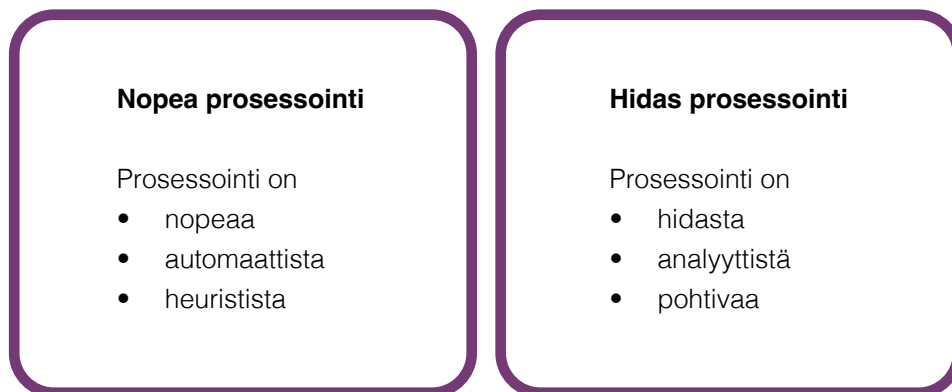 Nopea prosessointi
Prosessointi on
• nopeaa
• automaattista
• heuristista
Hidas prosessointi
Prosessointi on
• hidasta
• analyyttistä
• pohtivaa